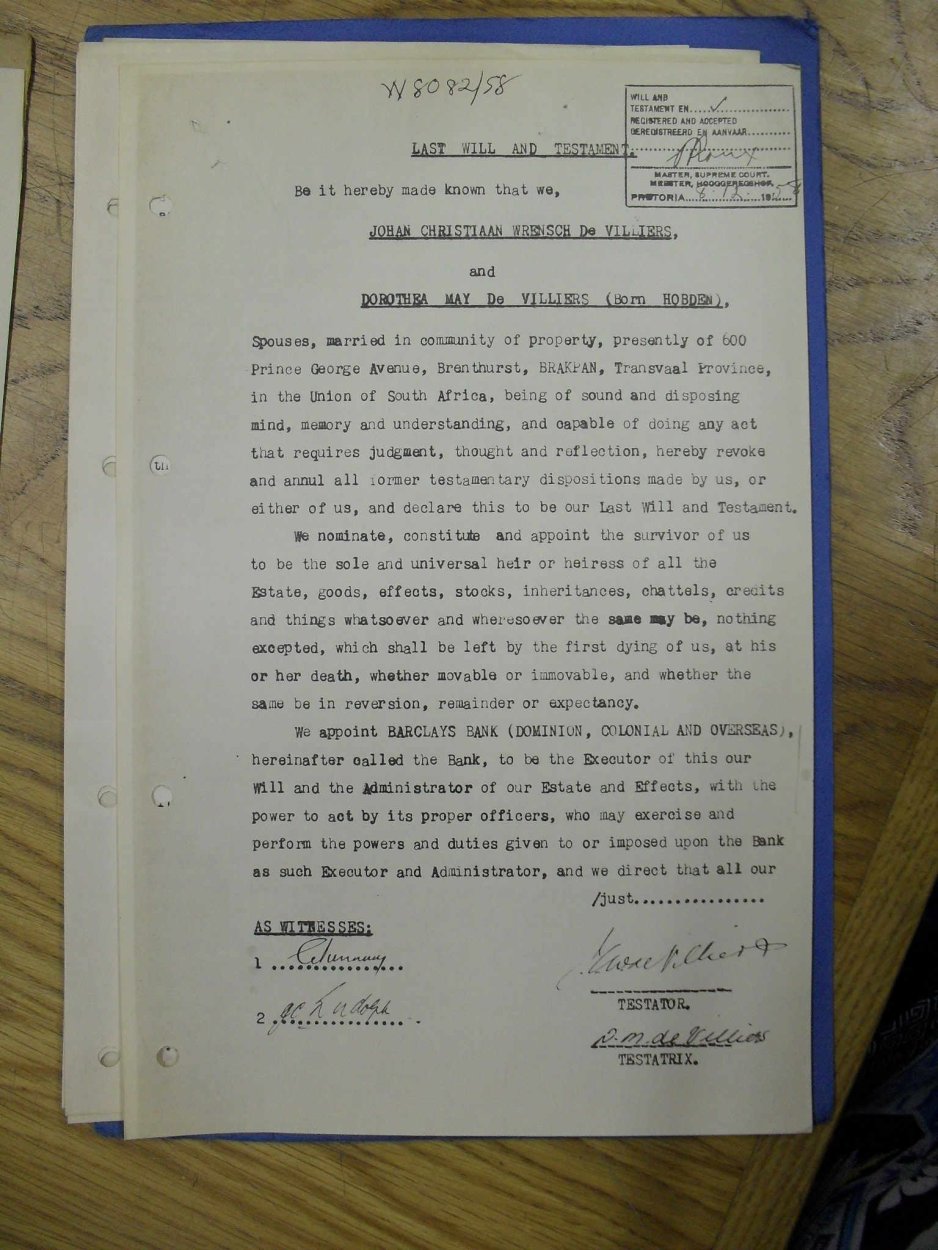 W8082/58
WILL AND
TESTAMENT EN....✓....
REGISTERED AND ACCEPTED
GEREGISTREERD EN AANVAAR..........
MASTER, SUPREME COURT.
MEESTER, HOOGGEREGSHOF.
PRETORIA....8/12....1958
LAST WILL AND TESTAMENT.
Be it hereby made known that we,
JOHAN CHRISTIAAN WRENSCH De VILLIERS,
and
DOROTHEA MAY De VILLIERS (Born HOBDEN),
Spouses, married in community of property, presently of 600
Prince George Avenue, Brenthurst, BRAKPAN, Transvaal Province,
in the Union of South Africa, being of sound and disposing
mind, memory and understanding, and capable of doing any act
that requires judgment, thought and reflection, hereby revoke
and annul all former testamentary dispositions made by us, or
either of us, and declare this to be our Last Will and Testament.
We nominate, constitute and appoint the survivor of us
to be the sole and universal heir or heiress of all the
Estate, goods, effects, stocks, inheritances, chattels, credits
and things whatsoever and wheresoever the same may be, nothing
excepted, which shall be left by the first dying of us, at his
or her death, whether movable or immovable, and whether the
same be in reversion, remainder or expectancy.
We appoint BARCLAYS BANK (DOMINION, COLONIAL AND OVERSEAS),
hereinafter called the Bank, to be the Executor of this our
Will and the Administrator of our Estate and Effects, with the
power to act by its proper officers, who may exercise and
perform the powers and duties given to or imposed upon the Bank
as such Executor and Administrator, and we direct that all our
/just................
AS WITNESSES:
1 ................
2 ................ Rudolph
TESTATOR.
D. M. de Villiers
TESTATRIX.